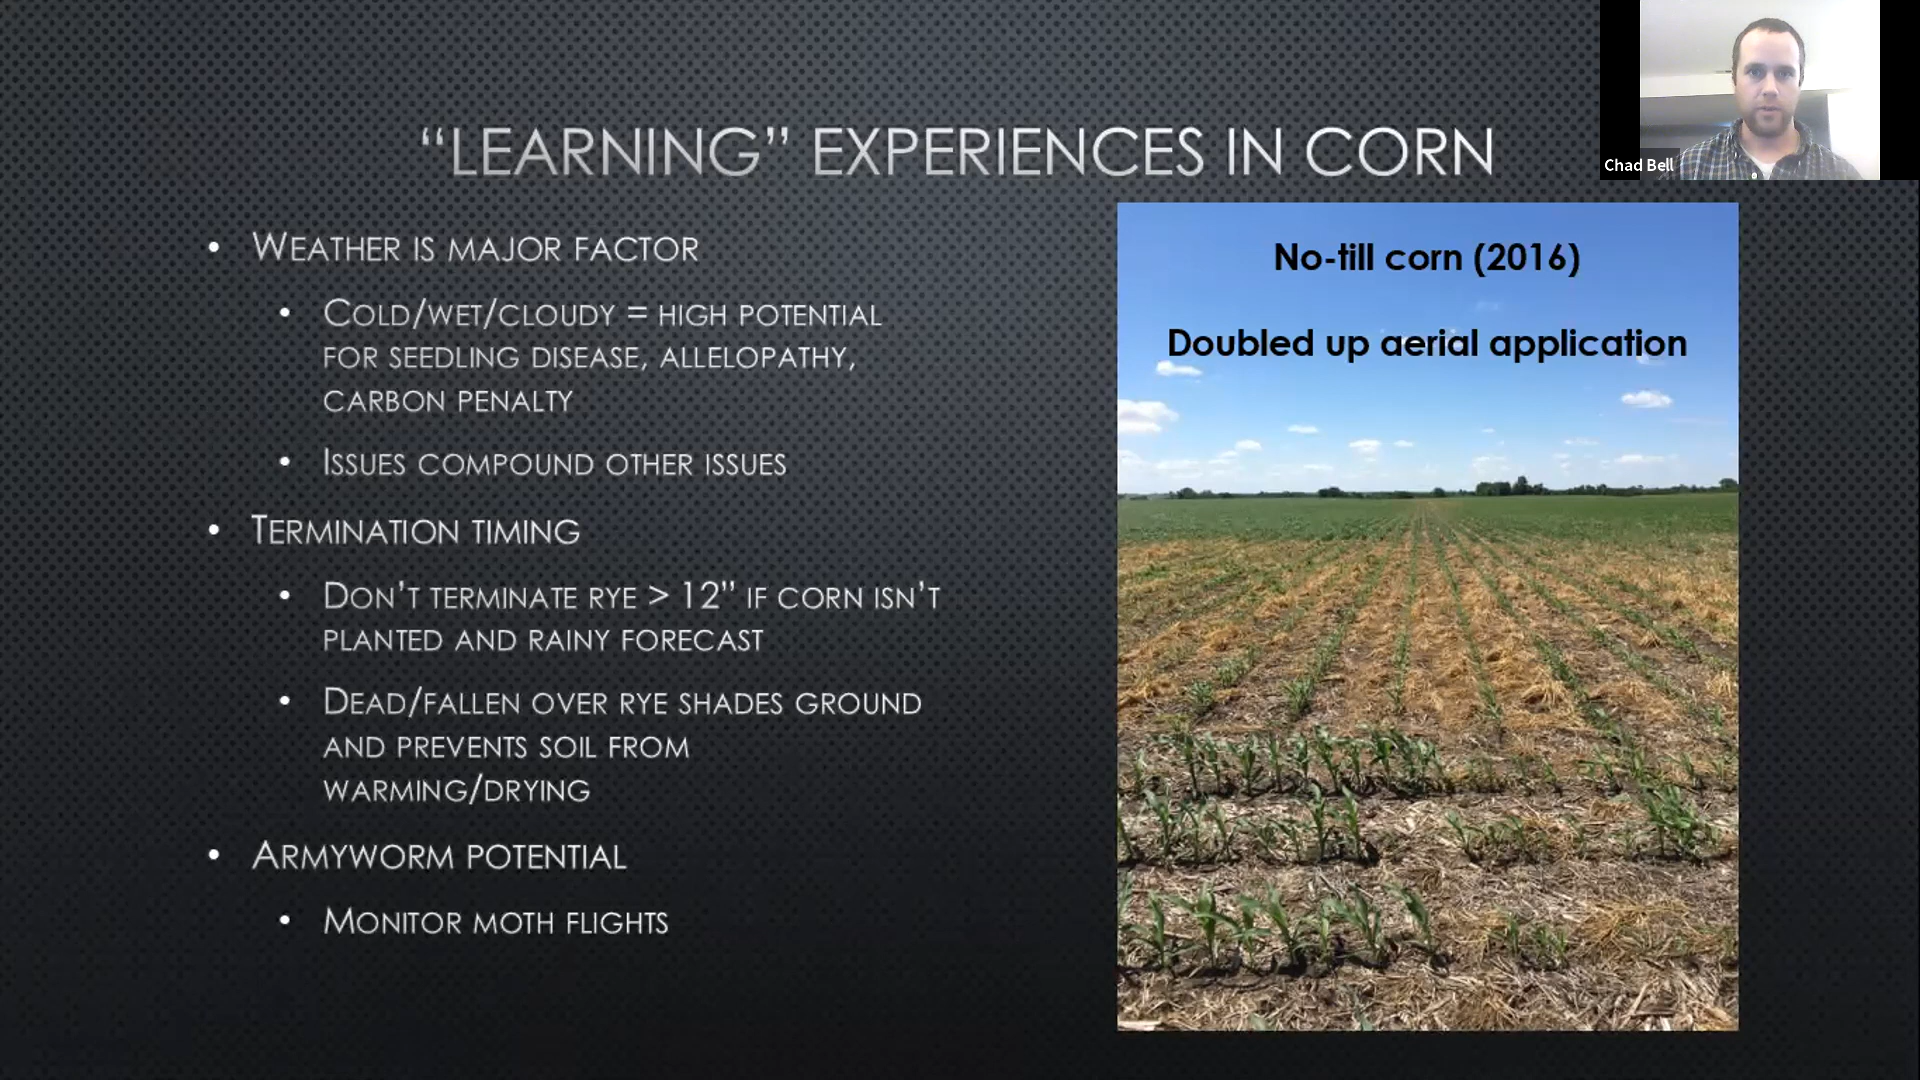 “LEARNING” EXPERIENCES IN CORN
Chad Bell
• WEATHER IS MAJOR FACTOR
• COLD/WET/CLOUDY = HIGH POTENTIAL
FOR SEEDLING DISEASE, ALLELOPATHY,
CARBON PENALTY
• ISSUES COMPOUND OTHER ISSUES
• TERMINATION TIMING
• DON’T TERMINATE RYE > 12” IF CORN ISN’T
PLANTED AND RAINY FORECAST
• DEAD/FALLEN OVER RYE SHADES GROUND
AND PREVENTS SOIL FROM
WARMING/DRYING
• ARMYWORM POTENTIAL
• MONITOR MOTH FLIGHTS
No-till corn (2016)
Doubled up aerial application